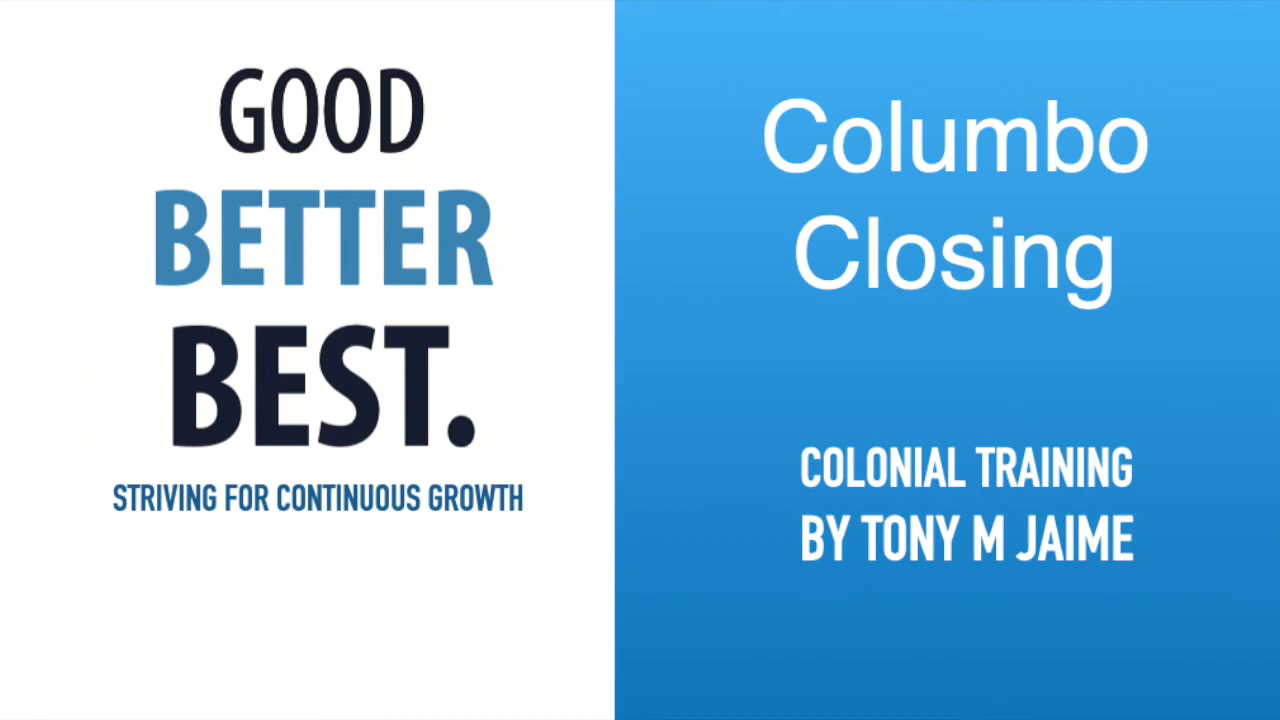 GOOD
BETTER
BEST.
STRIVING FOR CONTINUOUS GROWTH
Columbo
Closing
COLONIAL TRAINING
BY TONY M JAIME